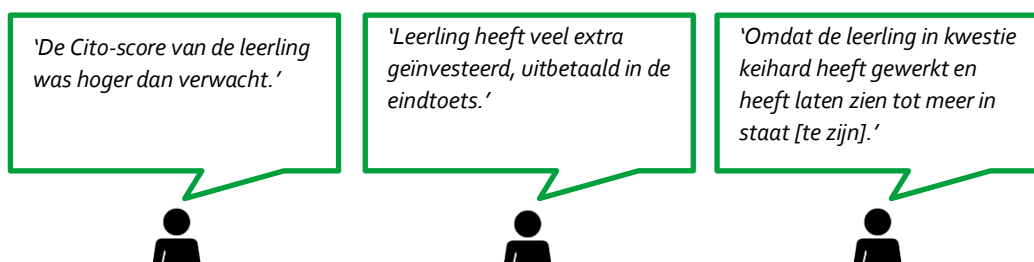 ‘De Cito-score van de leerling
was hoger dan verwacht.’
‘Leerling heeft veel extra
geïnvesteerd, uitbetaald in de
eindtoets.’
‘Omdat de leerling in kwestie
keihard heeft gewerkt en
heeft laten zien tot meer in
staat [te zijn].’